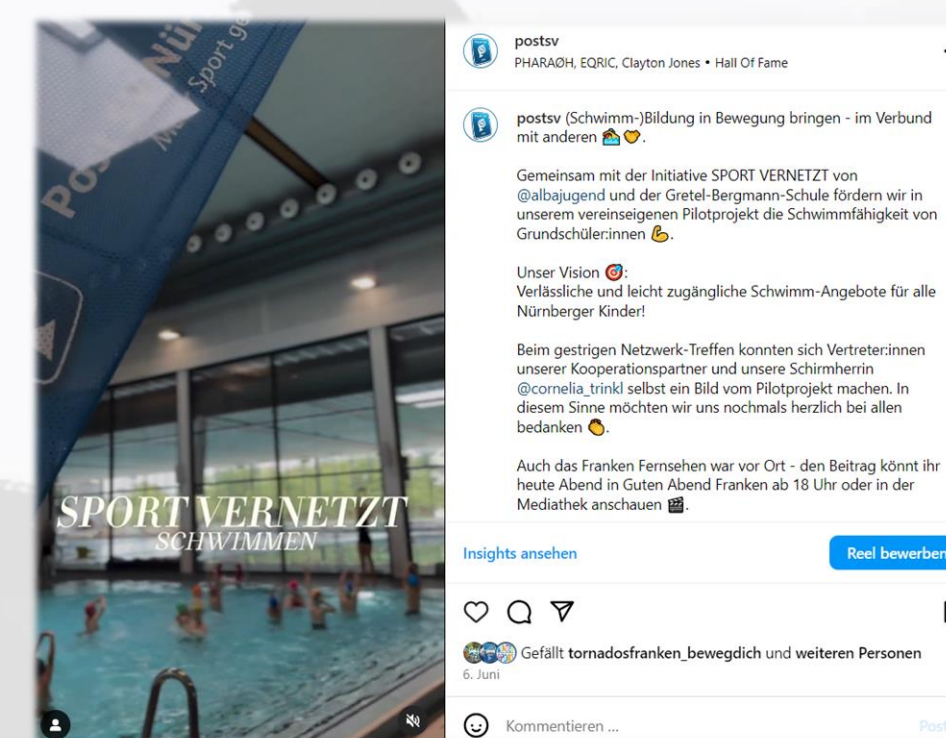 Nür
Sport ge
Pos
SPORT VERNETZT
SCHWIMMEN
postsv
PHARAØH, EQRIC, Clayton Jones • Hall Of Fame
postsv (Schwimm-)Bildung in Bewegung bringen - im Verbund
mit anderen 🏊💛.
Gemeinsam mit der Initiative SPORT VERNETZT von
@albajugend und der Gretel-Bergmann-Schule fördern wir in
unserem vereinseigenen Pilotprojekt die Schwimmfähigkeit von
Grundschüler:innen 💪.
Unser Vision 🎯:
Verlässliche und leicht zugängliche Schwimm-Angebote für alle
Nürnberger Kinder!
Beim gestrigen Netzwerk-Treffen konnten sich Vertreter:innen
unserer Kooperationspartner und unsere Schirmherrin
@cornelia_trinkl selbst ein Bild vom Pilotprojekt machen. In
diesem Sinne möchten wir uns nochmals herzlich bei allen
bedanken 👏.
Auch das Franken Fernsehen war vor Ort - den Beitrag könnt ihr
heute Abend in Guten Abend Franken ab 18 Uhr oder in der
Mediathek anschauen 🎬.
Insights ansehen
Reel bewerben
Gefällt tornadosfranken_bewegdich und weiteren Personen
6. Juni
Kommentieren ...
Post